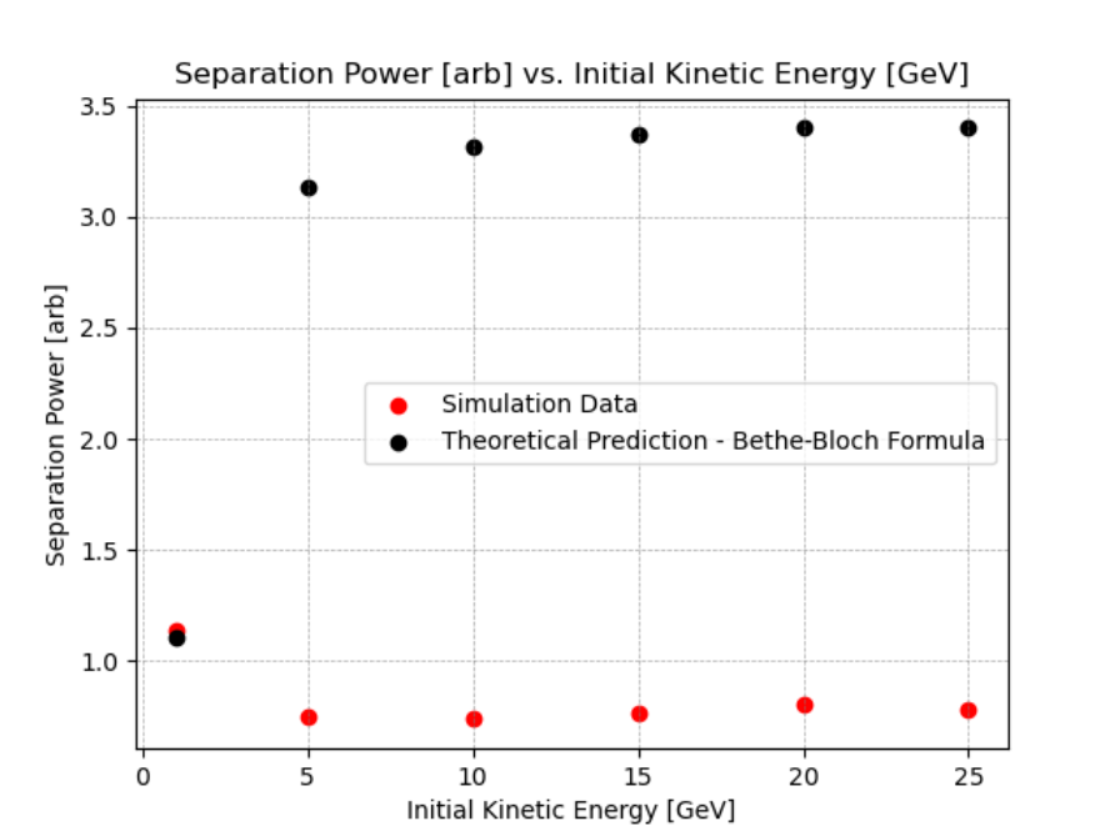 Separation Power [arb] vs. Initial Kinetic Energy [GeV]
3.5
3.0
2.5
2.0
1.5
1.0
Separation Power [arb]
Simulation Data
Theoretical Prediction - Bethe-Bloch Formula
0 5 10 15 20 25
Initial Kinetic Energy [GeV]